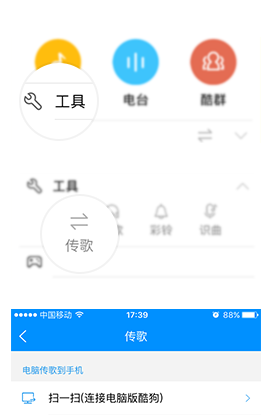 电台
酷群
工具
工具
传歌
彩铃
识曲
中国移动
17:39
88%
传歌
电脑传歌到手机
扫一扫(连接电脑版酷狗)